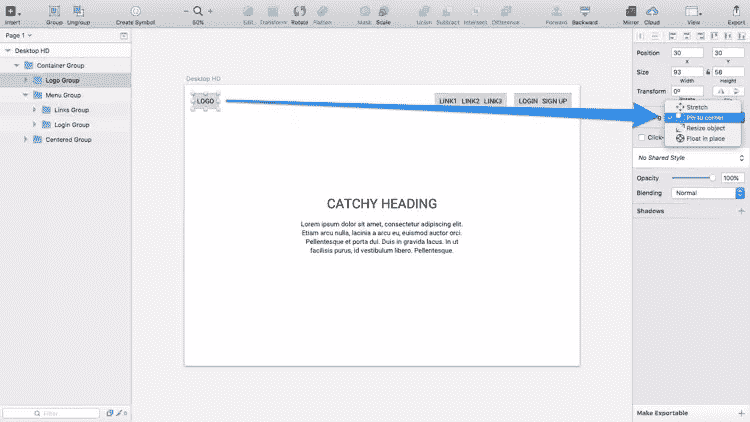 Insert Group Ungroup Create Symbol 60% Edit Transform Rotate Flatten Mask Scale Union Subtract Intersect Difference Forward Backward Mirror Cloud View Export
Page 1
Desktop HD
Container Group
Logo Group
Menu Group
Links Group
Login Group
Centered Group
Filter
Desktop HD
LOGO
LINK1 LINK2 LINK3
LOGIN SIGN UP
CATCHY HEADING
Lorem ipsum dolor sit amet, consectetur adipiscing elit.
Etiam arcu nulla, lacinia a arcu eu, euismod auctor orci.
Pellentesque et porta dui. Duis in gravida lacus. In ut
facilisis purus, id vestibulum libero. Pellentesque.
Position 30 30
X Y
Size 93 58
Width Height
Transform 0º
Stretch
Pin to corner
Resize object
Float in place
Click-
No Shared Style
Opacity 100%
Blending Normal
Shadows
Make Exportable